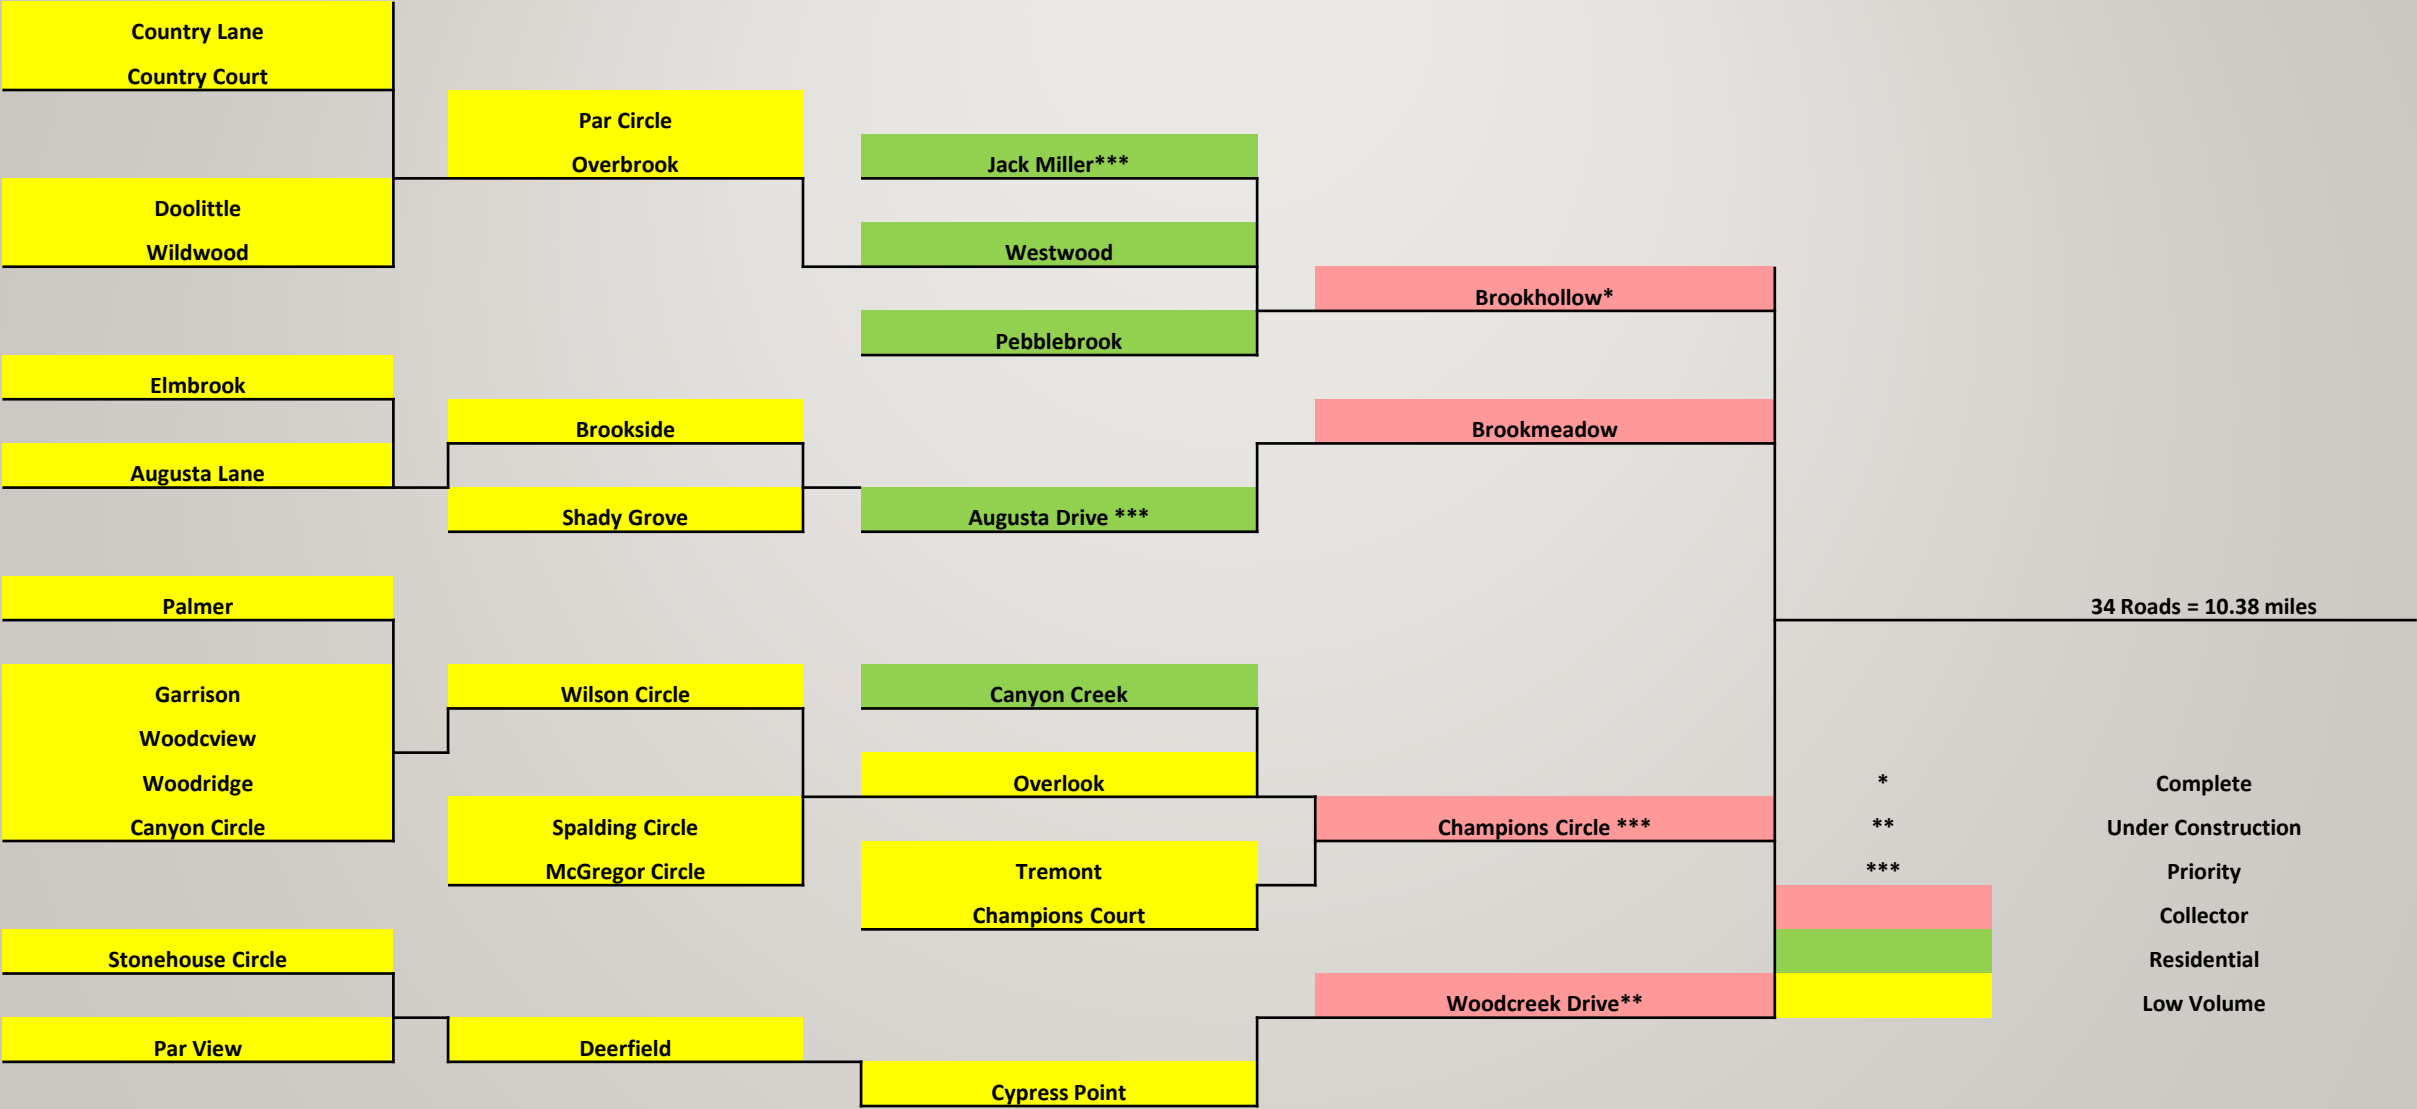 Country Lane
Country Court
Doolittle
Wildwood
Elmbrook
Augusta Lane
Palmer
Garrison
Woodcview
Woodridge
Canyon Circle
Stonehouse Circle
Par View
Par Circle
Overbrook
Brookside
Shady Grove
Wilson Circle
Spalding Circle
McGregor Circle
Deerfield
Jack Miller***
Westwood
Pebblebrook
Augusta Drive ***
Canyon Creek
Overlook
Tremont
Champions Court
Cypress Point
Brookhollow*
Brookmeadow
Champions Circle ***
Woodcreek Drive**
34 Roads = 10.38 miles
* Complete
** Under Construction
*** Priority
Collector
Residential
Low Volume